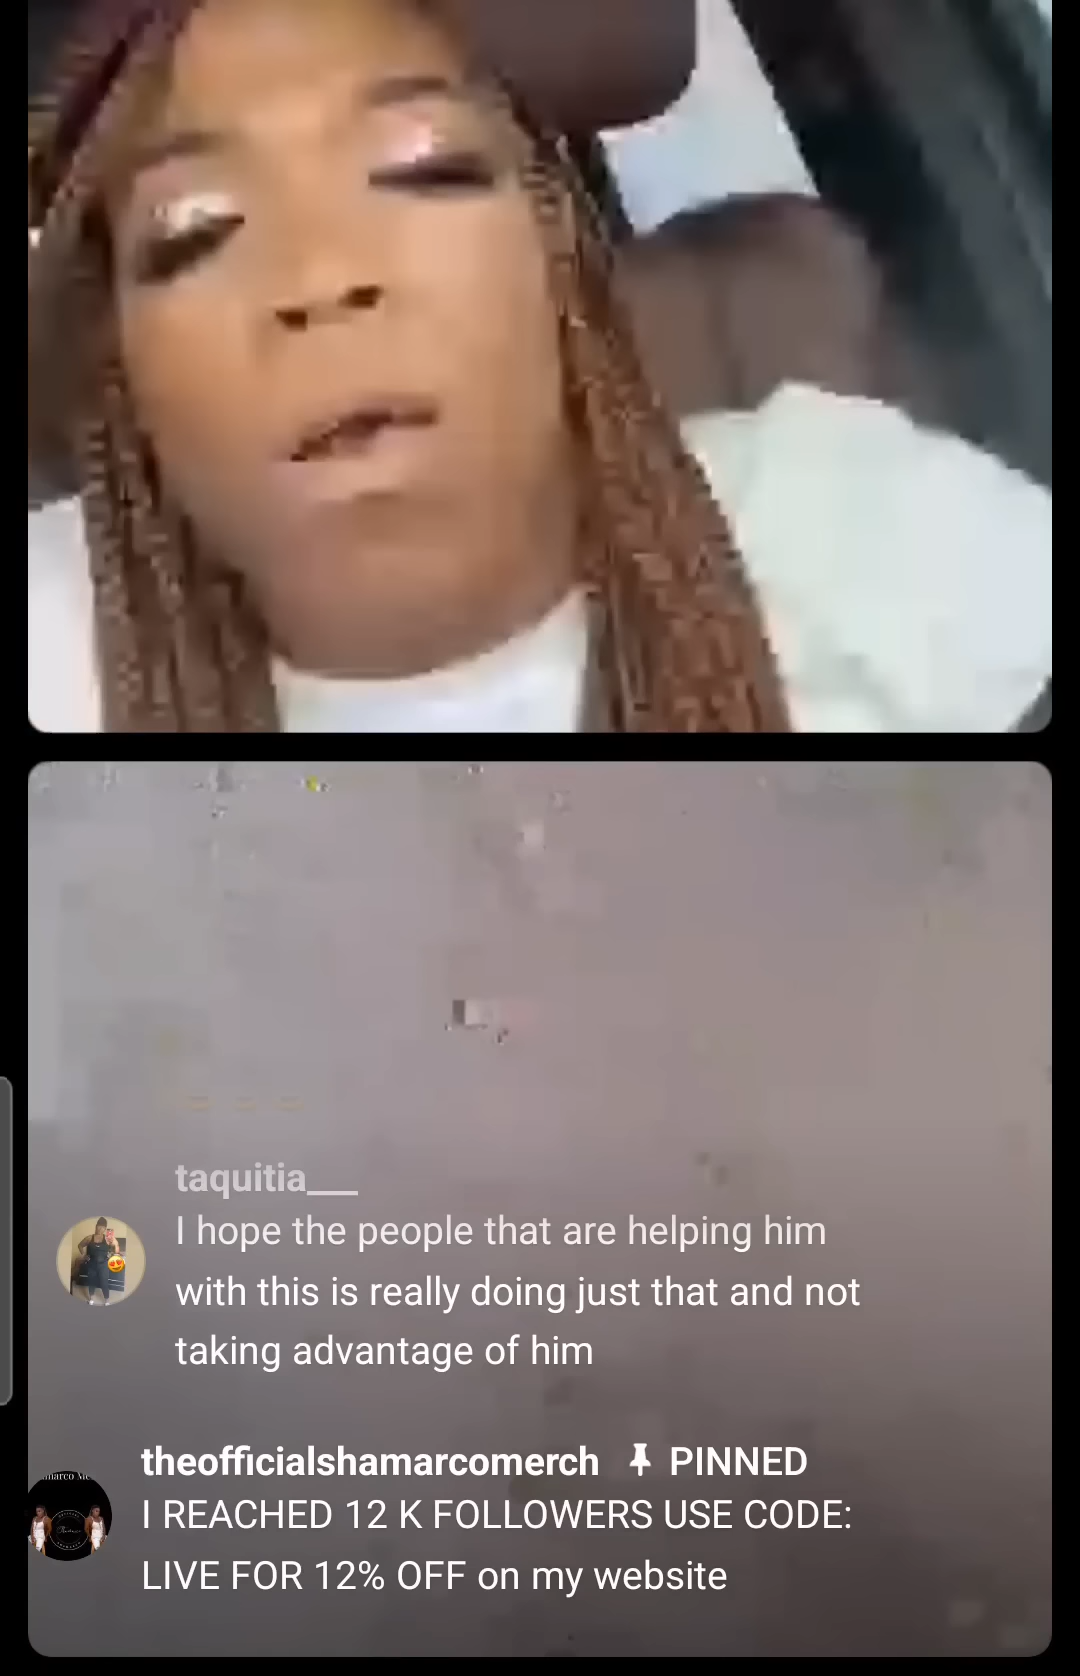 taquitia___
I hope the people that are helping him
with this is really doing just that and not
taking advantage of him
theofficialshamarcomerch PINNED
I REACHED 12 K FOLLOWERS USE CODE:
LIVE FOR 12% OFF on my website